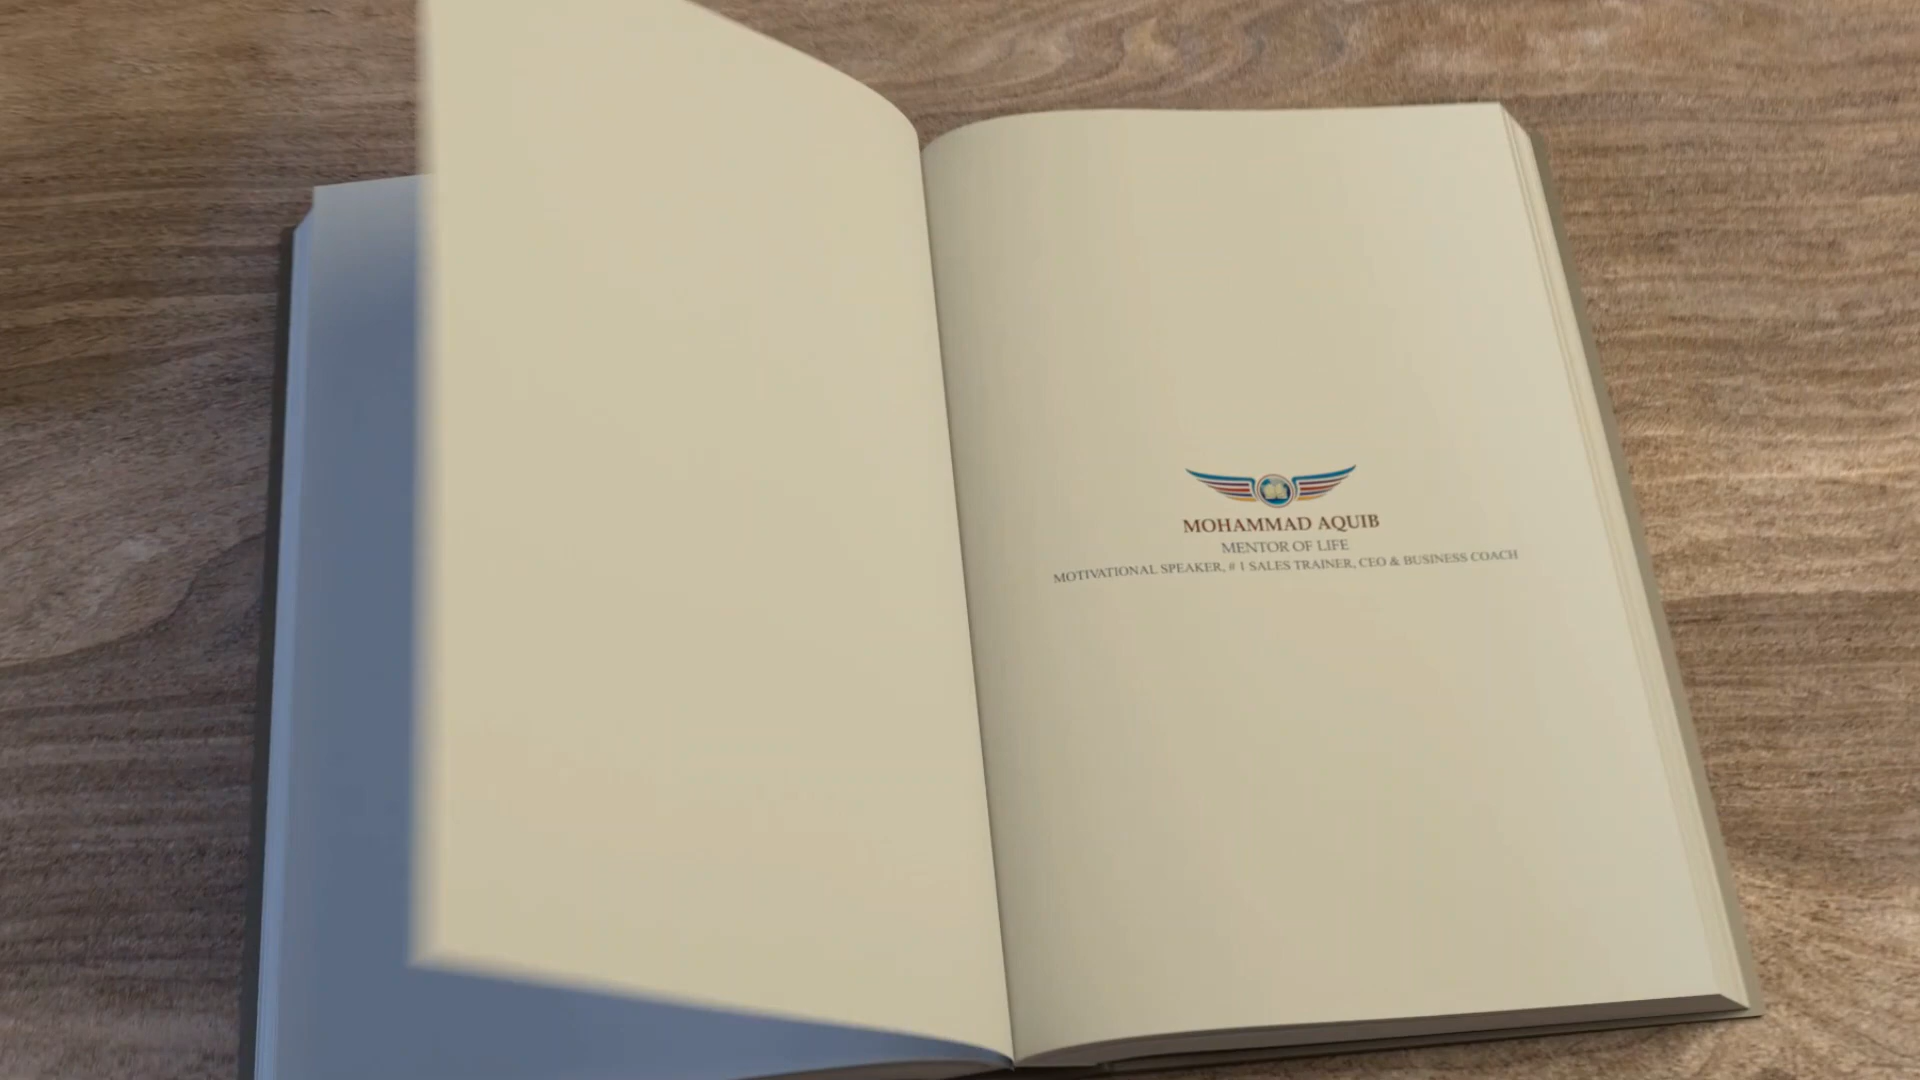 MOHAMMAD AQUIB
MENTOR OF LIFE
MOTIVATIONAL SPEAKER, # 1 SALES TRAINER, CEO & BUSINESS COACH